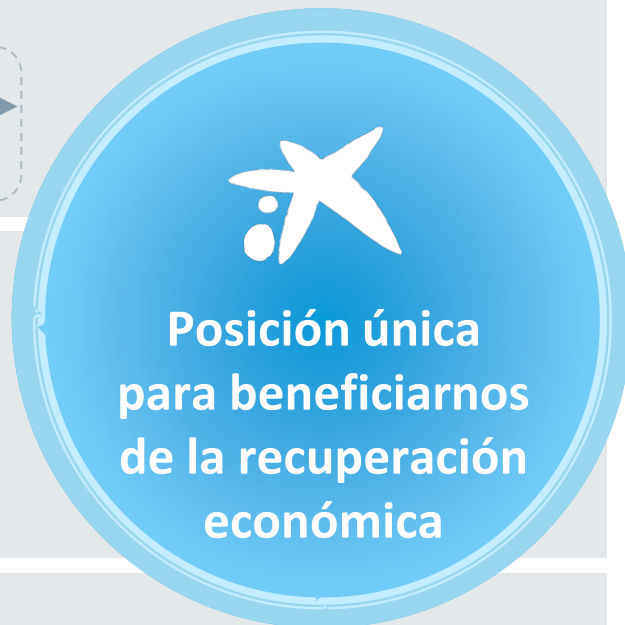 Posición única
para beneficiarnos
de la recuperación
económica